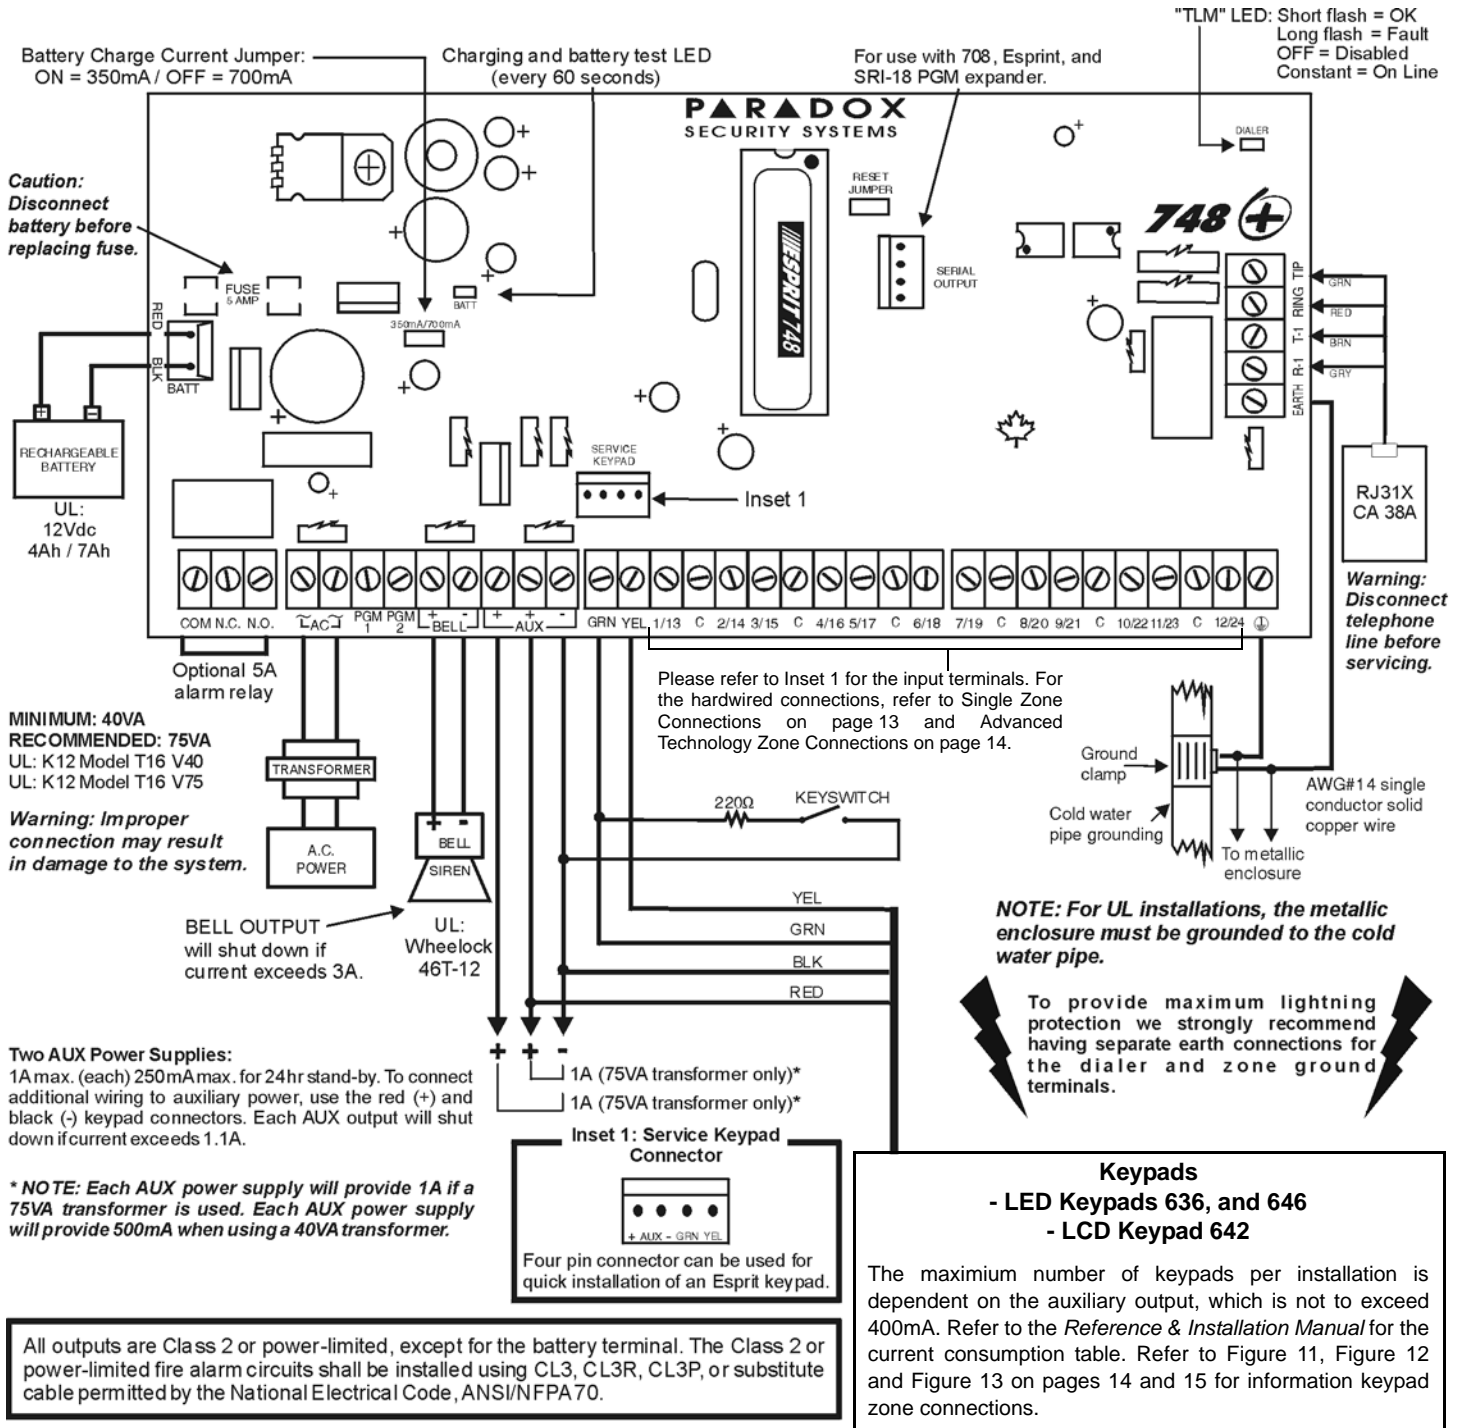 "TLM" LED: Short flash = OK
Long flash = Fault
OFF = Disabled
Constant = On Line
Battery Charge Current Jumper:
ON = 350mA / OFF = 700mA
Charging and battery test LED
(every 60 seconds)
For use with 708, Esprint, and
SRI-18 PGM expander.
PARADOX
SECURITY SYSTEMS
DIALER
RESET
JUMPER
Caution:
Disconnect
battery before
replacing fuse.
748+
///ESPRIT 748
SERIAL
OUTPUT
FUSE
5 AMP
BATT
350mA/700mA
RED
BLK
BATT
TIP
RING
T-1
R-1
EARTH
GRN
RED
BRN
GRY
+
-
RECHARGEABLE
BATTERY
UL:
12Vdc
4Ah / 7Ah
SERVICE
KEYPAD
Inset 1
RJ31X
CA 38A
Warning:
Disconnect
telephone
line before
servicing.
COM N.C. N.O.
~ AC ~
PGM 1
PGM 2
+ BELL -
+ + AUX -
GRN YEL 1/13 C 2/14 3/15 C 4/16 5/17 C 6/18 7/19 C 8/20 9/21 C 10/22 11/23 C 12/24
Optional 5A
alarm relay
Please refer to Inset 1 for the input terminals. For
the hardwired connections, refer to Single Zone
Connections on page 13 and Advanced
Technology Zone Connections on page 14.
MINIMUM: 40VA
RECOMMENDED: 75VA
UL: K12 Model T16 V40
UL: K12 Model T16 V75
TRANSFORMER
Warning: Improper
connection may result
in damage to the system.
A.C.
POWER
+ -
BELL
SIREN
BELL OUTPUT
will shut down if
current exceeds 3A.
UL:
Wheelock
46T-12
220Ω
KEYSWITCH
Ground
clamp
Cold water
pipe grounding
AWG#14 single
conductor solid
copper wire
To metallic
enclosure
YEL
GRN
BLK
RED
NOTE: For UL installations, the metallic
enclosure must be grounded to the cold
water pipe.
To provide maximum lightning
protection we strongly recommend
having separate earth connections for
the dialer and zone ground
terminals.
+ + -
1A (75VA transformer only)*
1A (75VA transformer only)*
Two AUX Power Supplies:
1A max. (each) 250mA max. for 24hr stand-by. To connect
additional wiring to auxiliary power, use the red (+) and
black (-) keypad connectors. Each AUX output will shut
down if current exceeds 1.1A.
* NOTE: Each AUX power supply will provide 1A if a
75VA transformer is used. Each AUX power supply
will provide 500mA when using a 40VA transformer.
Inset 1: Service Keypad
Connector
+ AUX - GRN YEL
Four pin connector can be used for
quick installation of an Esprit keypad.
Keypads
- LED Keypads 636, and 646
- LCD Keypad 642
The maximium number of keypads per installation is
dependent on the auxiliary output, which is not to exceed
400mA. Refer to the Reference & Installation Manual for the
current consumption table. Refer to Figure 11, Figure 12
and Figure 13 on pages 14 and 15 for information keypad
zone connections.
All outputs are Class 2 or power-limited, except for the battery terminal. The Class 2 or
power-limited fire alarm circuits shall be installed using CL3, CL3R, CL3P, or substitute
cable permitted by the National Electrical Code, ANSI/NFPA 70.